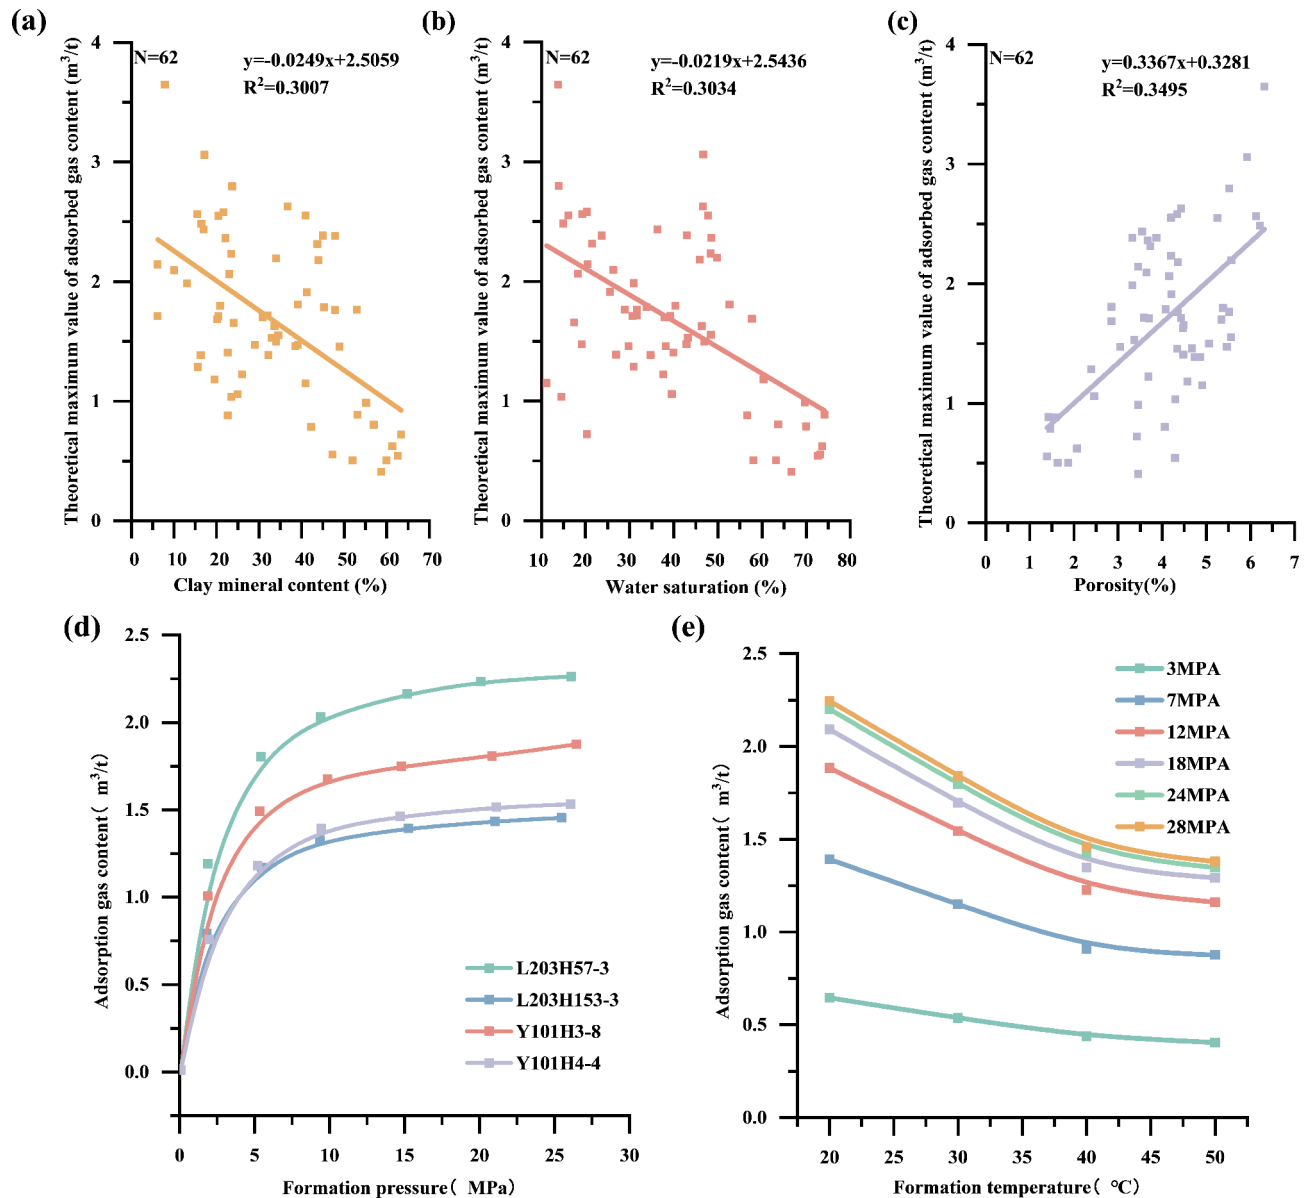 (a)
Theoretical maximum value of adsorbed gas content (m³/t)
4
3
2
1
0
N=62
y=-0.0249x+2.5059
R²=0.3007
0 10 20 30 40 50 60 70
Clay mineral content (%)
(b)
Theoretical maximum value of adsorbed gas content (m³/t)
4
3
2
1
0
N=62
y=-0.0219x+2.5436
R²=0.3034
10 20 30 40 50 60 70 80
Water saturation (%)
(c)
Theoretical maximum value of adsorbed gas content (m³/t)
4
3
2
1
0
N=62
y=0.3367x+0.3281
R²=0.3495
0 1 2 3 4 5 6 7
Porosity(%)
(d)
Adsorption gas content( m³/t)
2.5
2.0
1.5
1.0
0.5
0.0
L203H57-3
L203H153-3
Y101H3-8
Y101H4-4
0 5 10 15 20 25 30
Formation pressure( MPa)
(e)
Adsorption gas content( m³/t)
2.5
2.0
1.5
1.0
0.5
0.0
3MPA
7MPA
12MPA
18MPA
24MPA
28MPA
20 25 30 35 40 45 50
Formation temperature( °C)